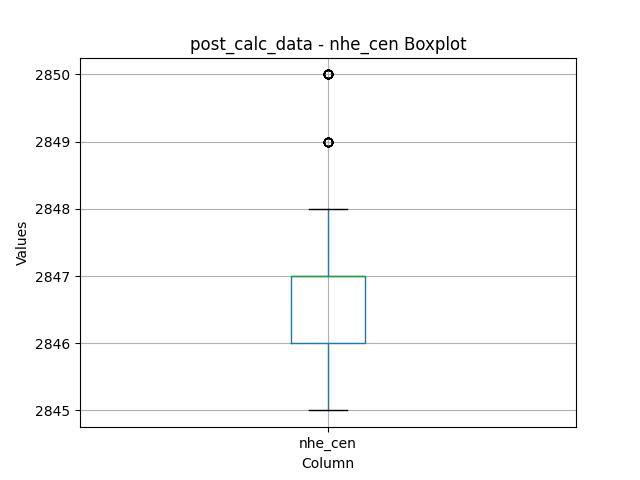 post_calc_data - nhe_cen Boxplot
2850
2849
2848
2847
2846
2845
Values
nhe_cen
Column